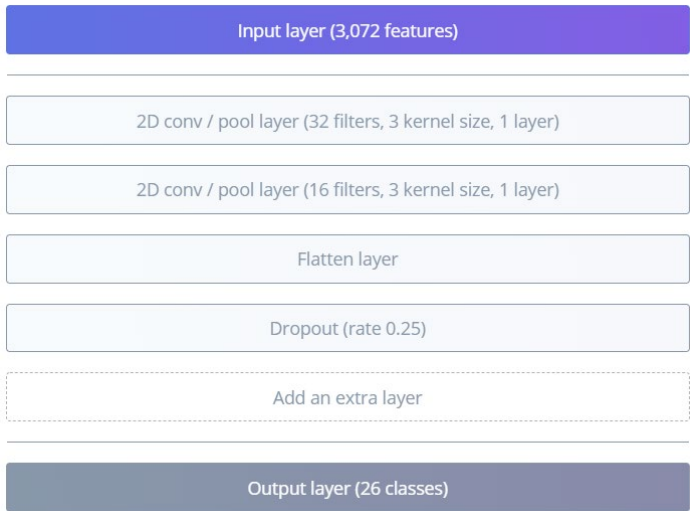 Input layer (3,072 features)
2D conv / pool layer (32 filters, 3 kernel size, 1 layer)
2D conv / pool layer (16 filters, 3 kernel size, 1 layer)
Flatten layer
Dropout (rate 0.25)
Add an extra layer
Output layer (26 classes)